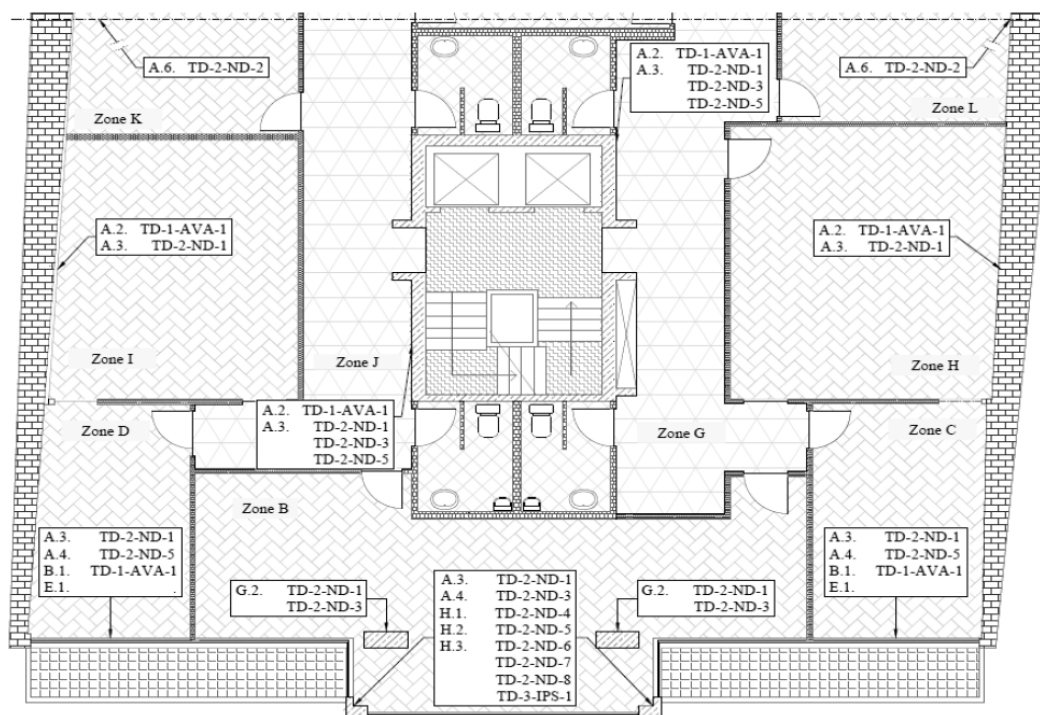 A.6. TD-2-ND-2
A.2. TD-1-AVA-1
A.3. TD-2-ND-1
TD-2-ND-3
TD-2-ND-5
A.6. TD-2-ND-2
Zone K
Zone L
A.2. TD-1-AVA-1
A.3. TD-2-ND-1
A.2. TD-1-AVA-1
A.3. TD-2-ND-1
Zone I
Zone J
Zone H
A.2. TD-1-AVA-1
A.3. TD-2-ND-1
TD-2-ND-3
TD-2-ND-5
Zone D
Zone G
Zone C
Zone B
A.3. TD-2-ND-1
A.4. TD-2-ND-5
B.1. TD-1-AVA-1
E.1. .
G.2. TD-2-ND-1
TD-2-ND-3
A.3. TD-2-ND-1
A.4. TD-2-ND-3
H.1. TD-2-ND-4
H.2. TD-2-ND-5
H.3. TD-2-ND-6
TD-2-ND-7
TD-2-ND-8
TD-3-IPS-1
G.2. TD-2-ND-1
TD-2-ND-3
A.3. TD-2-ND-1
A.4. TD-2-ND-5
B.1. TD-1-AVA-1
E.1. .